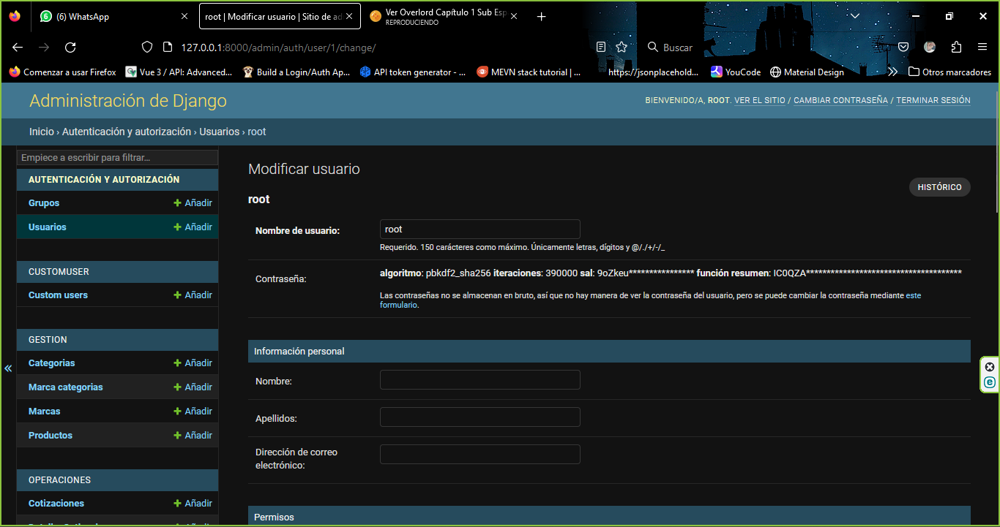 (6) WhatsApp
root | Modificar usuario | Sitio de ad
Ver Overlord Capítulo 1 Sub Esp
REPRODUCIENDO
127.0.0.1:8000/admin/auth/user/1/change/
Buscar
Comenzar a usar Firefox
Vue 3 / API: Advanced...
Build a Login/Auth Ap...
API token generator - ...
MEVN stack tutorial | ...
https://jsonplacehold...
YouCode
Material Design
Otros marcadores
Administración de Django
BIENVENIDO/A, ROOT. VER EL SITIO / CAMBIAR CONTRASEÑA / TERMINAR SESIÓN
Inicio › Autenticación y autorización › Usuarios › root
Empiece a escribir para filtrar...
AUTENTICACIÓN Y AUTORIZACIÓN
Grupos + Añadir
Usuarios + Añadir
CUSTOMUSER
Custom users + Añadir
GESTION
Categorias + Añadir
Marca categorias + Añadir
Marcas + Añadir
Productos + Añadir
OPERACIONES
Cotizaciones + Añadir
Modificar usuario
HISTÓRICO
root
Nombre de usuario: root
Requerido. 150 carácteres como máximo. Únicamente letras, dígitos y @/./+/-/_
Contraseña: algoritmo: pbkdf2_sha256 iteraciones: 390000 sal: 9oZkeu**************** función resumen: IC0QZA**************************************
Las contraseñas no se almacenan en bruto, así que no hay manera de ver la contraseña del usuario, pero se puede cambiar la contraseña mediante este
formulario.
Información personal
Nombre:
Apellidos:
Dirección de correo
electrónico:
Permisos